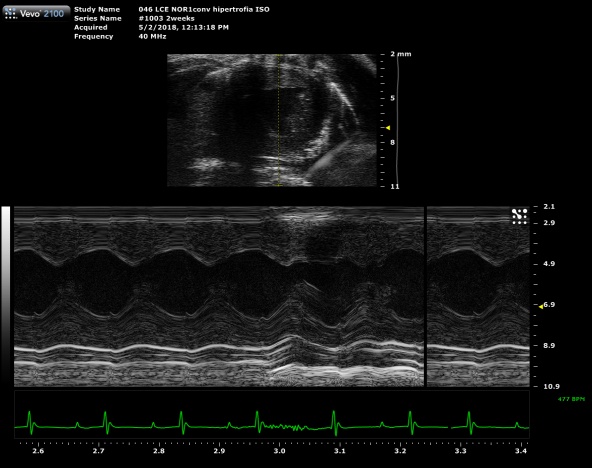 Vevo 2100
Study Name 046 LCE NOR1conv hipertrofia ISO
Series Name #1003 2weeks
Acquired 5/2/2018, 12:13:18 PM
Frequency 40 MHz
2 mm
5
8
11
2.1
2.9
4.9
6.9
8.9
10.9
477 BPM
2.6 2.7 2.8 2.9 3.0 3.1 3.2 3.3 3.4